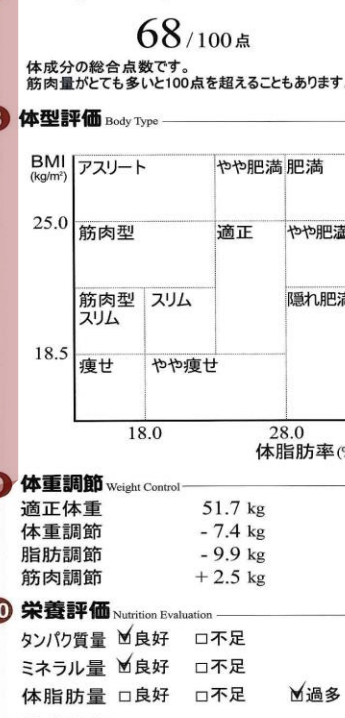 68/100点
体成分の総合点数です。
筋肉量がとても多いと100点を超えることもあります
体型評価 Body Type
BMI
(kg/m²)
アスリート やや肥満 肥満
25.0
筋肉型 適正 やや肥満
筋肉型
スリム
スリム
隠れ肥満
18.5
痩せ やや痩せ
18.0 28.0
体脂肪率(%
体重調節 Weight Control
適正体重 51.7 kg
体重調節 - 7.4 kg
脂肪調節 - 9.9 kg
筋肉調節 + 2.5 kg
栄養評価 Nutrition Evaluation
タンパク質量 ☑良好 □不足
ミネラル量 ☑良好 □不足
体脂肪量 □良好 □不足 ☑過多